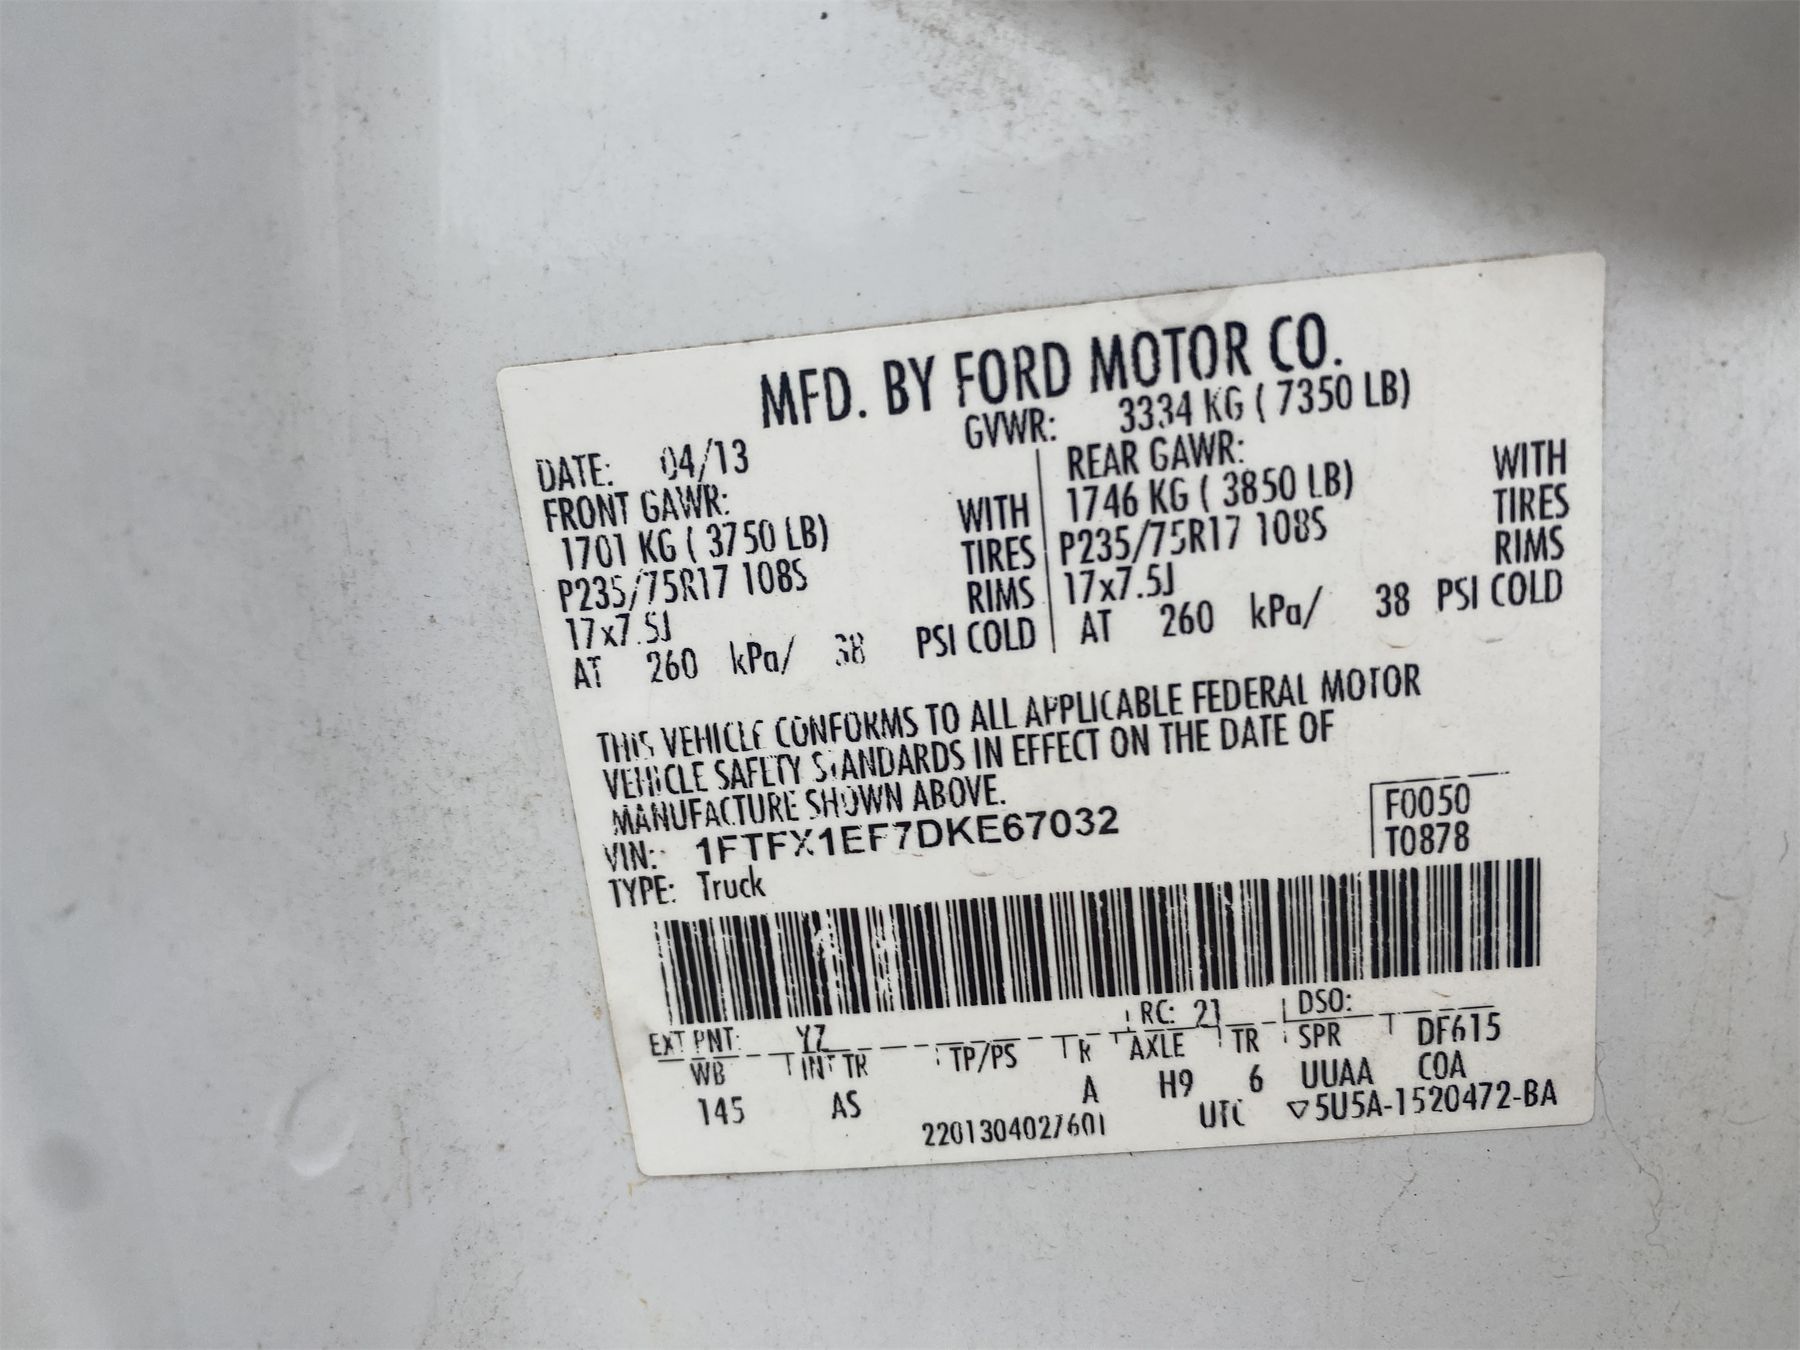 MFD. BY FORD MOTOR CO.
DATE: 04/13 GVWR: 3334 KG ( 7350 LB)
FRONT GAWR: REAR GAWR:
1701 KG ( 3750 LB) WITH 1746 KG ( 3850 LB) WITH
P235/75R17 108S TIRES P235/75R17 108S TIRES
17x7.5J RIMS 17x7.5J RIMS
AT 260 kPa/ 38 PSI COLD AT 260 kPa/ 38 PSI COLD
THIS VEHICLE CONFORMS TO ALL APPLICABLE FEDERAL MOTOR
VEHICLE SAFETY STANDARDS IN EFFECT ON THE DATE OF
MANUFACTURE SHOWN ABOVE.
VIN: 1FTFX1EF7DKE67032 F0050
TYPE: Truck T0878
EXT PNT: YZ RC: 21 DSO:
WB INT TR TP/PS R AXLE TR SPR DF615
145 AS A H9 6 UUAA COA
2201304027601 UTC ▽5U5A-1520472-BA